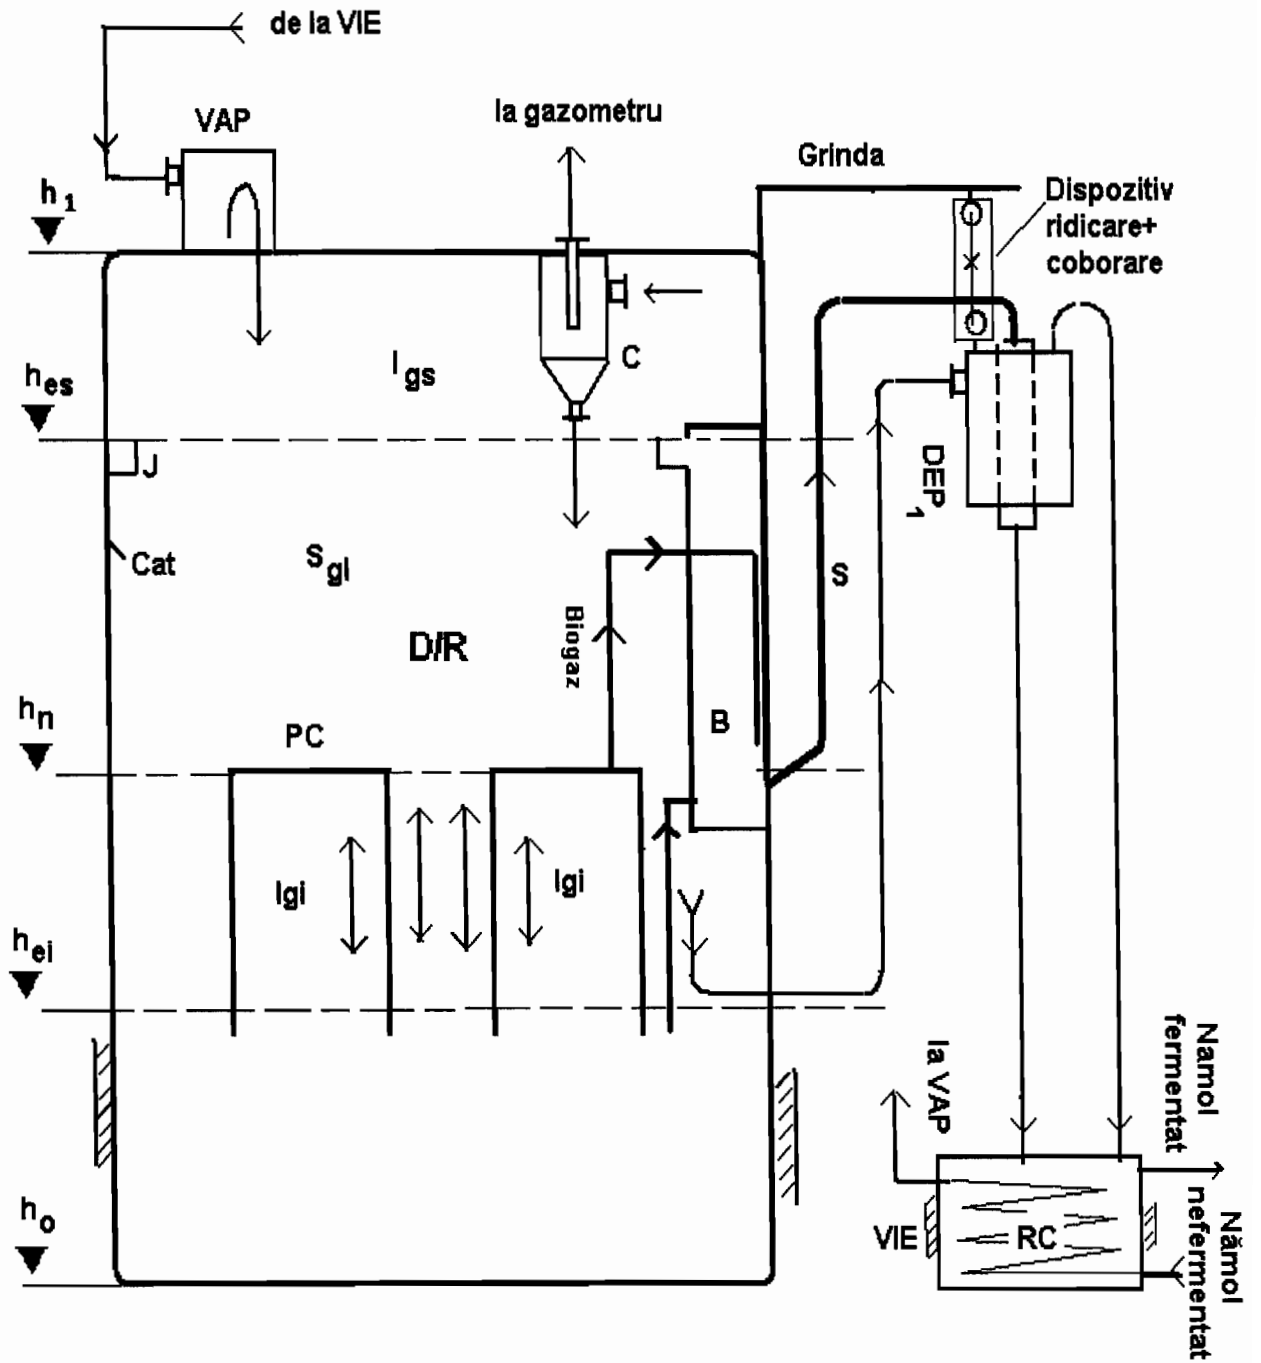 de la VIE
la gazometru
VAP
Grinda
Dispozitiv
ridicare+
coborare
h1
Igs
C
hes
J
DEP1
Cat
Sgl
S
Biogaz
D/R
hn
PC
B
Igi
Igi
hei
la VAP
Namol
fermentat
ho
VIE
RC
Nămol
nefermentat